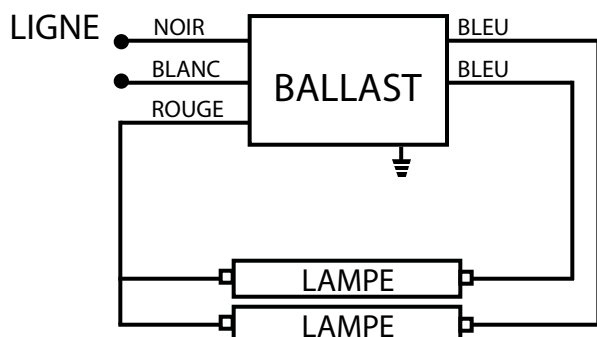 LIGNE
NOIR
BLEU
BLANC
BLEU
BALLAST
ROUGE
LAMPE
LAMPE